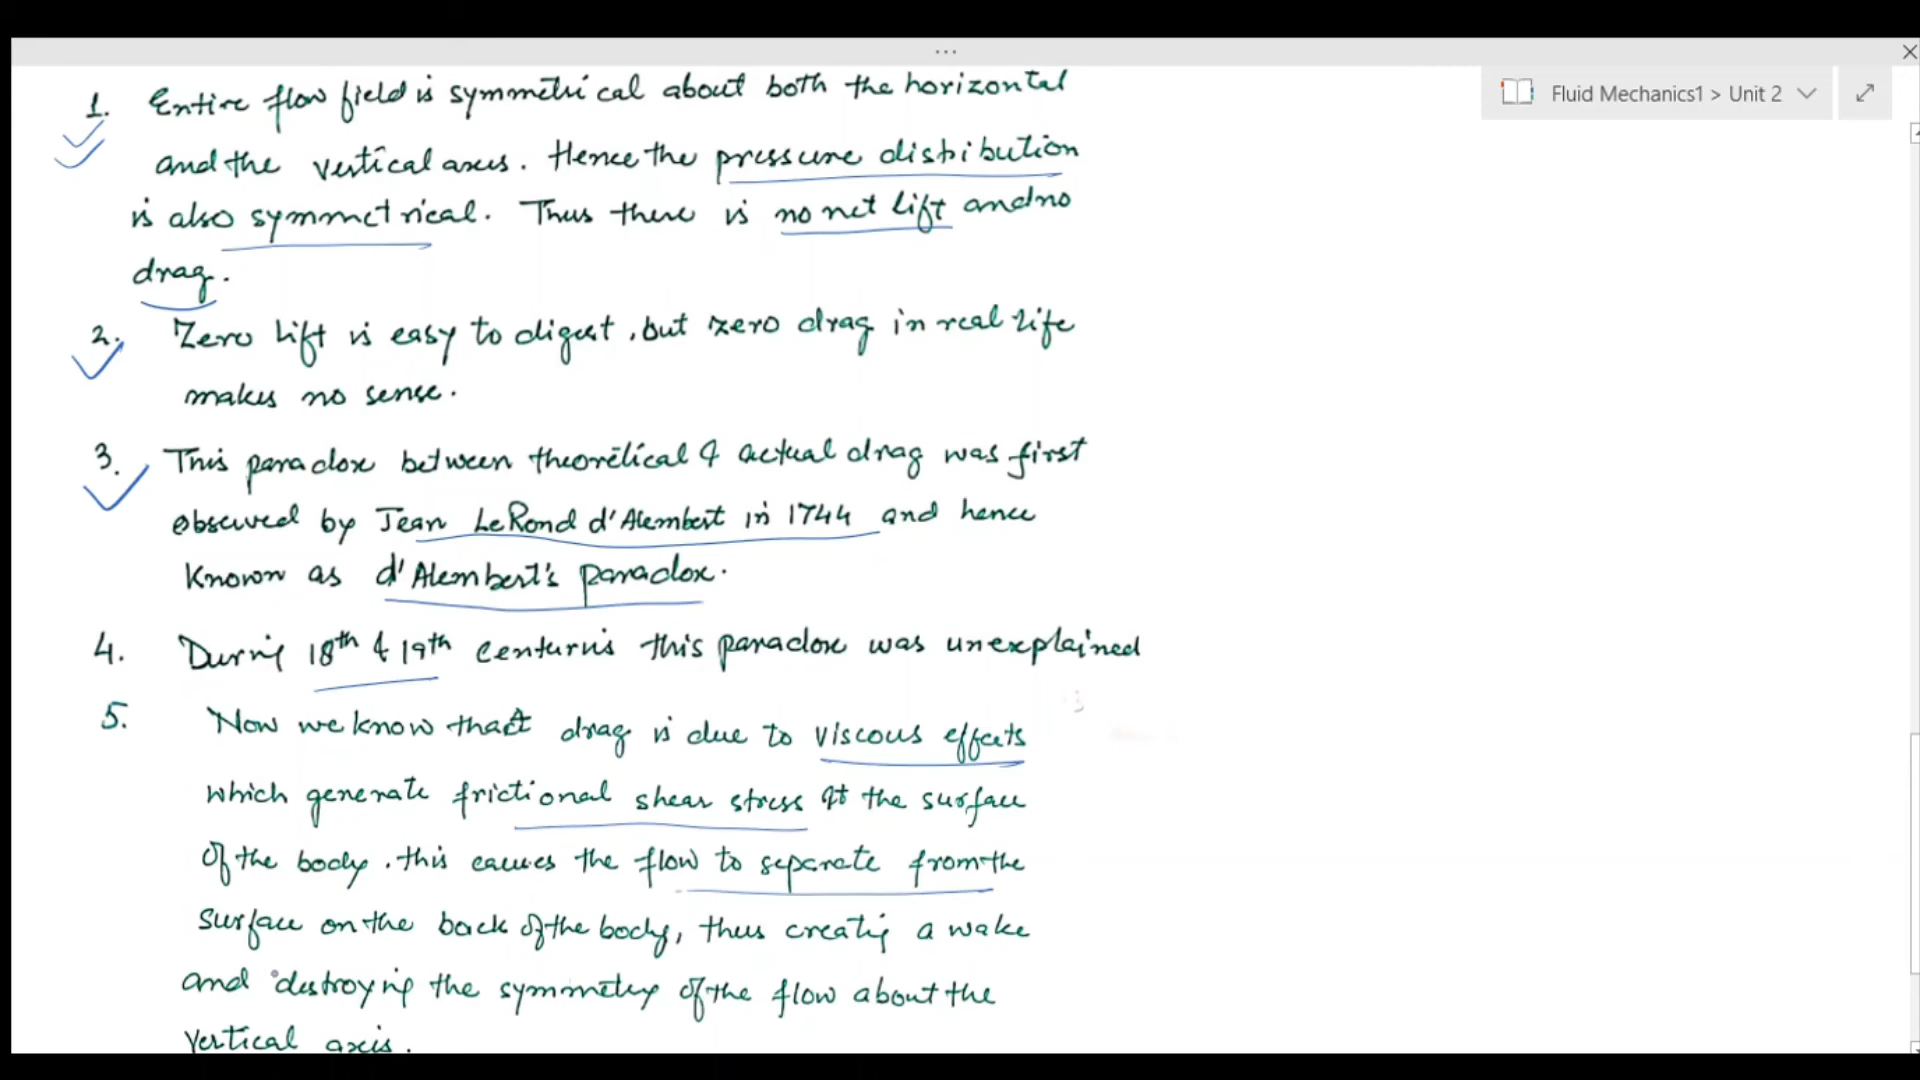 Fluid Mechanics1 > Unit 2
1. Entire flow field is symmetrical about both the horizontal
and the vertical axes. Hence the pressure distribution
is also symmetrical. Thus there is no net lift and no
drag.
2. Zero lift is easy to digest, but zero drag in real life
makes no sense.
3. This paradox between theoretical & actual drag was first
observed by Jean LeRond d'Alembert in 1744 and hence
Known as d'Alembert's paradox.
4. During 18th & 19th centuries this paradox was unexplained
5. Now we know that drag is due to viscous effects
which generate frictional shear stress at the surface
of the body. this causes the flow to separate from the
surface on the back of the body, thus creating a wake
and destroying the symmetry of the flow about the
vertical axis.